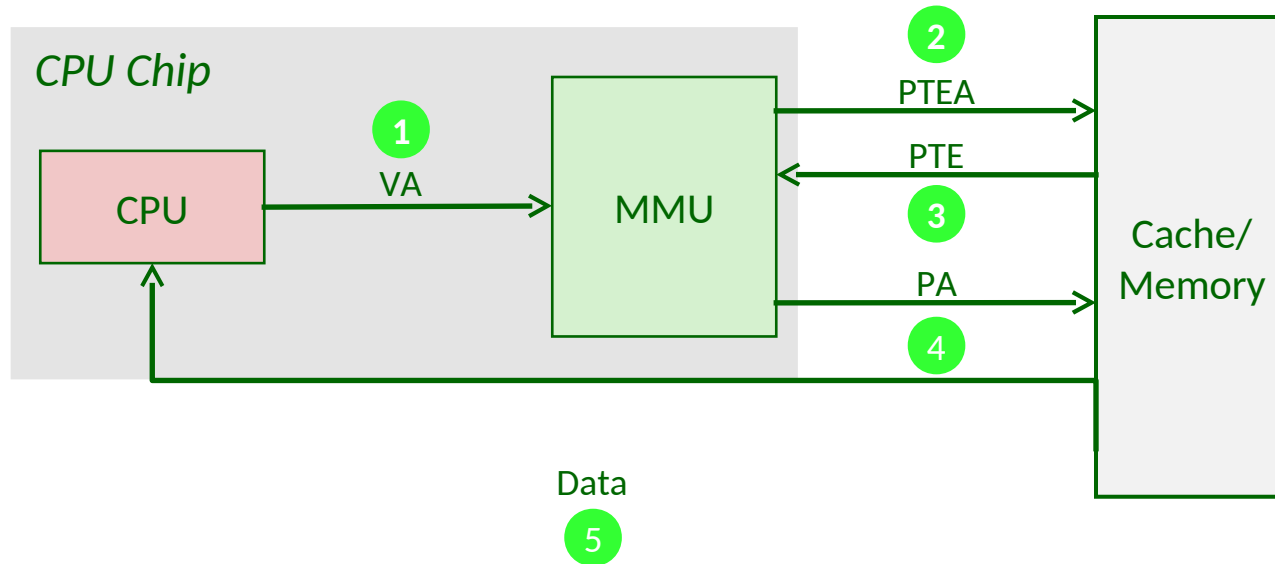 CPU Chip
2
PTEA
1
VA
CPU
MMU
PTE
3
PA
4
Cache/
Memory
Data
5